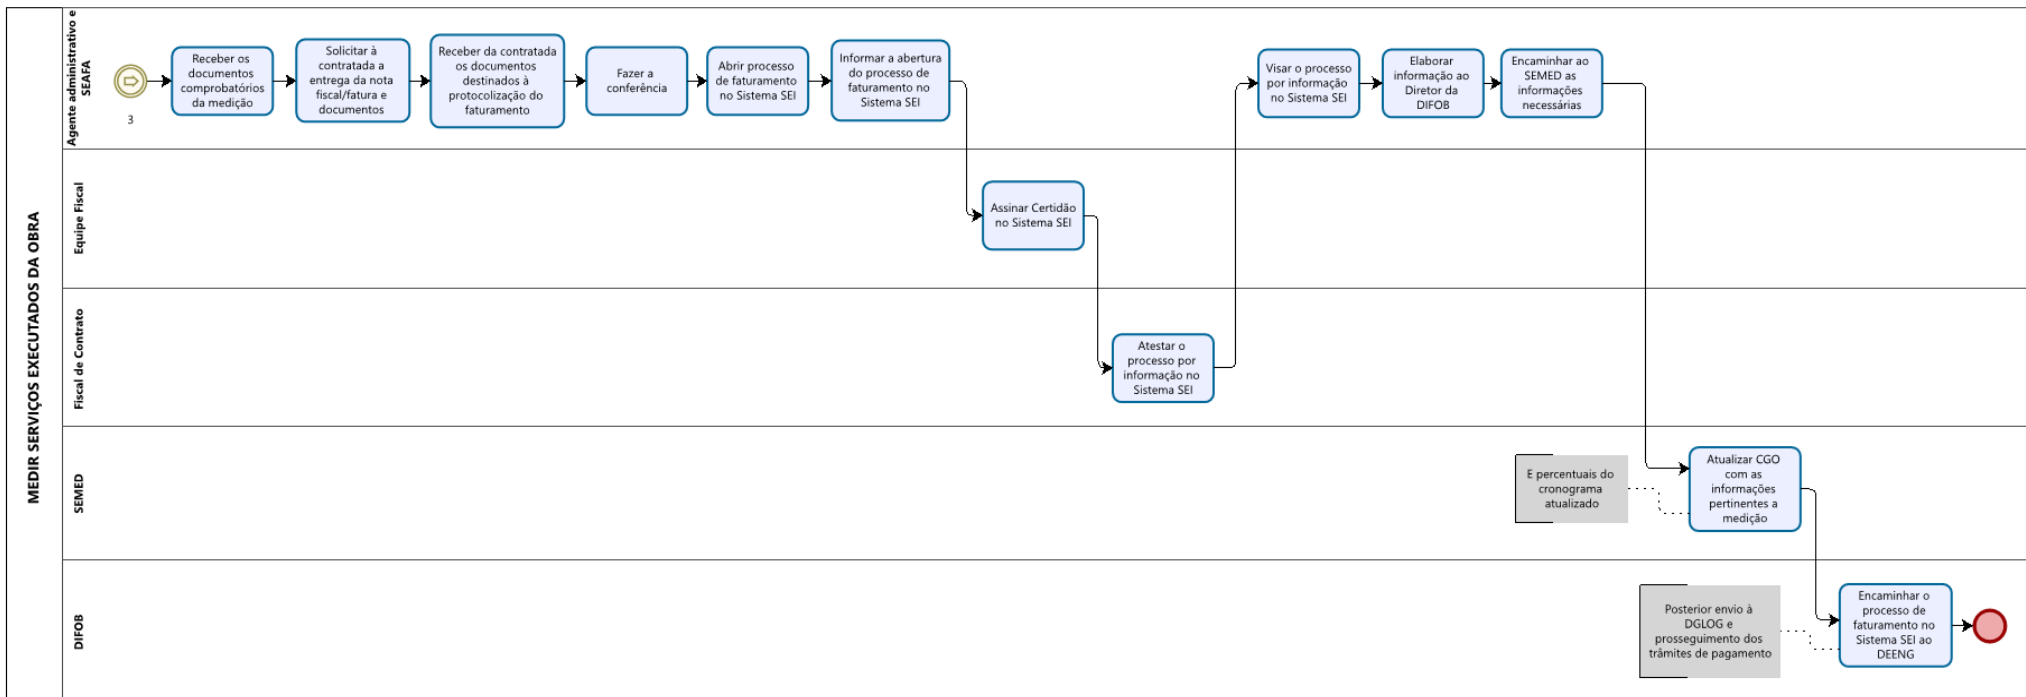 MEDIR SERVIÇOS EXECUTADOS DA OBRA
Agente administrativo e
SEAFA
3
Receber os
documentos
comprobatórios
da medição
Solicitar à
contratada a
entrega da nota
fiscal/fatura e
documentos
Receber da contratada
os documentos
destinados à
protocolização do
faturamento
Fazer a
conferência
Abrir processo
de faturamento
no Sistema SEI
Informar a abertura
do processo de
faturamento no
Sistema SEI
Visar o processo
por informação
no Sistema SEI
Elaborar
informação ao
Diretor da
DIFOB
Encaminhar ao
SEMED as
informações
necessárias
Equipe Fiscal
Assinar Certidão
no Sistema SEI
Fiscal de Contrato
Atestar o
processo por
informação no
Sistema SEI
SEMED
E percentuais do
cronograma
atualizado
Atualizar CGO
com as
informações
pertinentes a
medição
DIFOB
Posterior envio à
DGLOG e
prosseguimento dos
trâmites de pagamento
Encaminhar o
processo de
faturamento no
Sistema SEI ao
DEENG